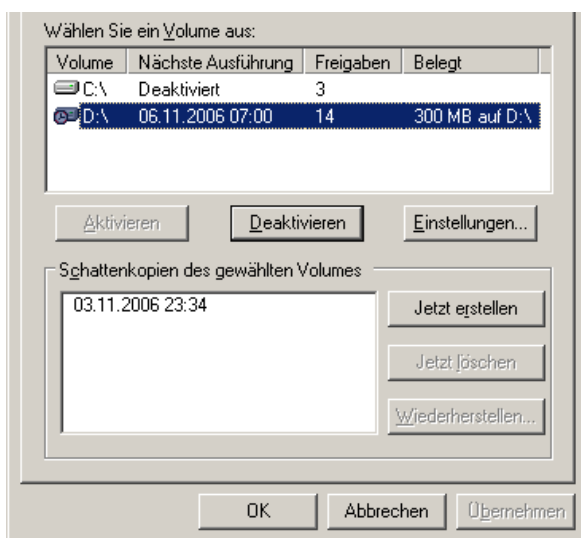 Wählen Sie ein Volume aus:
Volume Nächste Ausführung Freigaben Belegt
C:\ Deaktiviert 3
D:\ 06.11.2006 07:00 14 300 MB auf D:\
Aktivieren Deaktivieren Einstellungen...
Schattenkopien des gewählten Volumes
03.11.2006 23:34
Jetzt erstellen
Jetzt löschen
Wiederherstellen...
OK Abbrechen Übernehmen